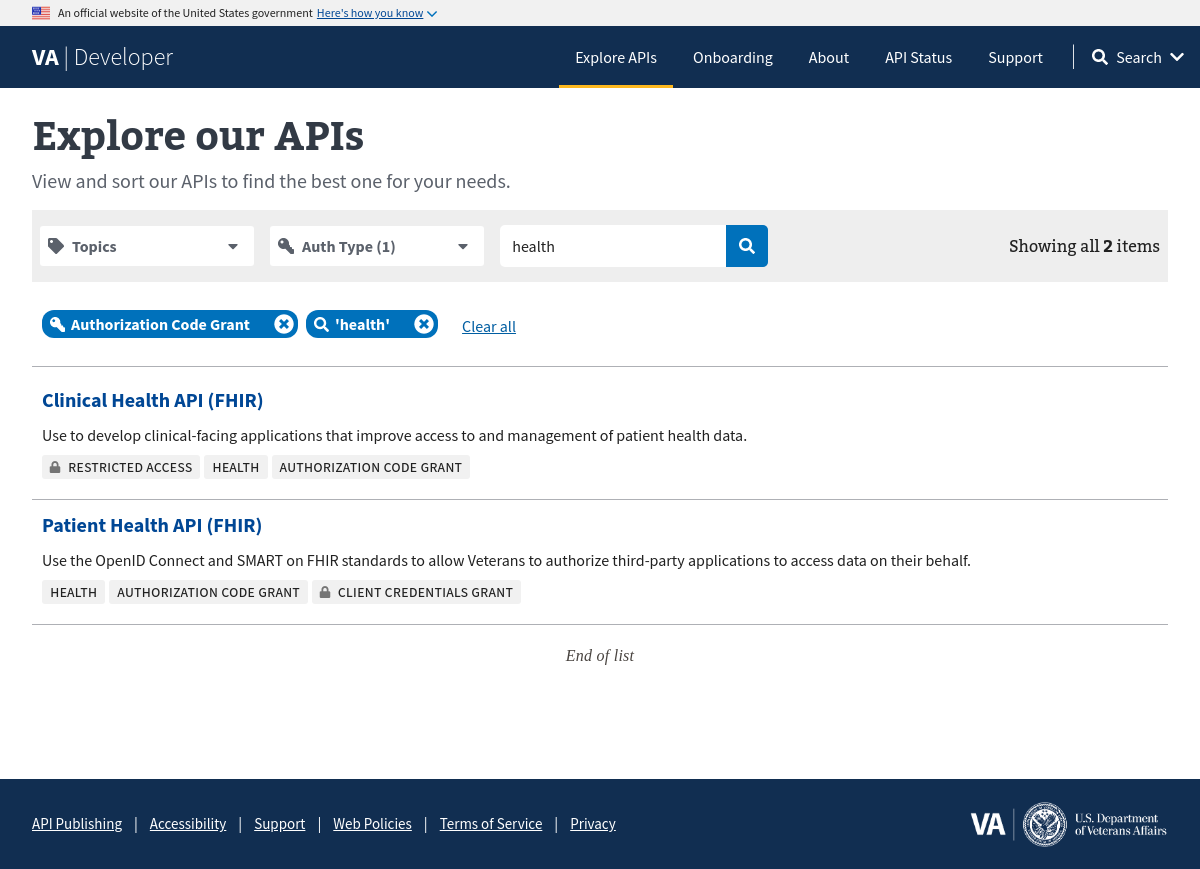 An official website of the United States government Here's how you know
VA | Developer
Explore APIs
Onboarding
About
API Status
Support
Search
Explore our APIs
View and sort our APIs to find the best one for your needs.
Topics
Auth Type (1)
health
Showing all 2 items
Authorization Code Grant
'health'
Clear all
Clinical Health API (FHIR)
Use to develop clinical-facing applications that improve access to and management of patient health data.
RESTRICTED ACCESS
HEALTH
AUTHORIZATION CODE GRANT
Patient Health API (FHIR)
Use the OpenID Connect and SMART on FHIR standards to allow Veterans to authorize third-party applications to access data on their behalf.
HEALTH
AUTHORIZATION CODE GRANT
CLIENT CREDENTIALS GRANT
End of list
API Publishing | Accessibility | Support | Web Policies | Terms of Service | Privacy
VA
U.S. Department
of Veterans Affairs